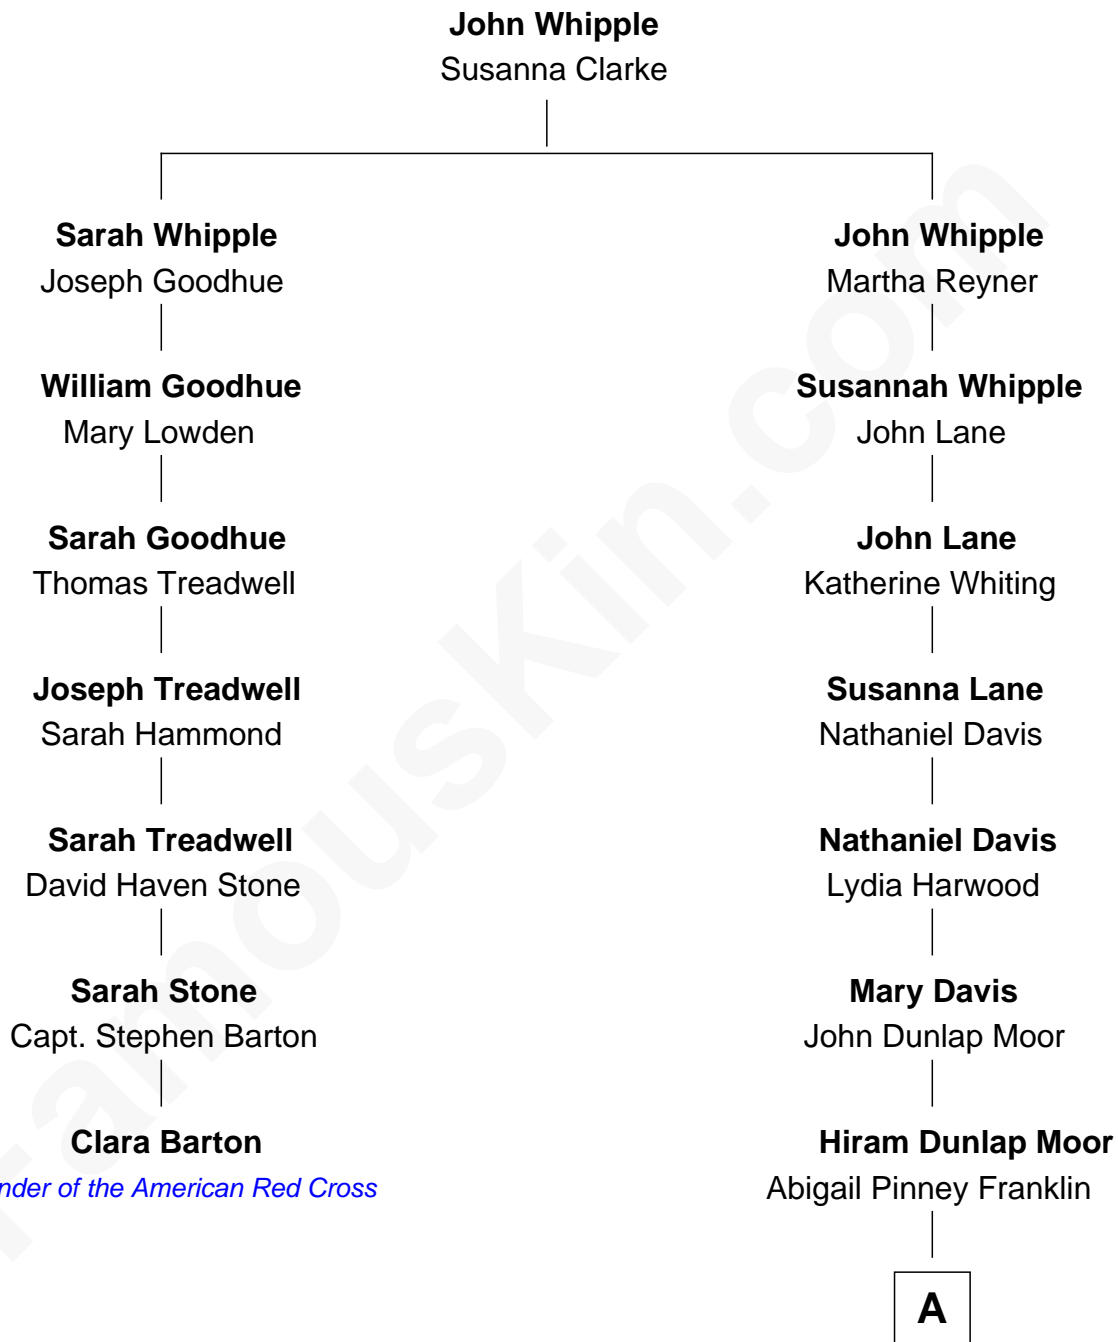 John Whipple
Susanna Clarke
Sarah Whipple
Joseph Goodhue
John Whipple
Martha Reyner
William Goodhue
Mary Lowden
Susannah Whipple
John Lane
Sarah Goodhue
Thomas Treadwell
John Lane
Katherine Whiting
Joseph Treadwell
Sarah Hammond
Susanna Lane
Nathaniel Davis
Sarah Treadwell
David Haven Stone
Nathaniel Davis
Lydia Harwood
Sarah Stone
Capt. Stephen Barton
Mary Davis
John Dunlap Moor
Clara Barton
nder of the American Red Cross
Hiram Dunlap Moor
Abigail Pinney Franklin
A
FamousKin.com